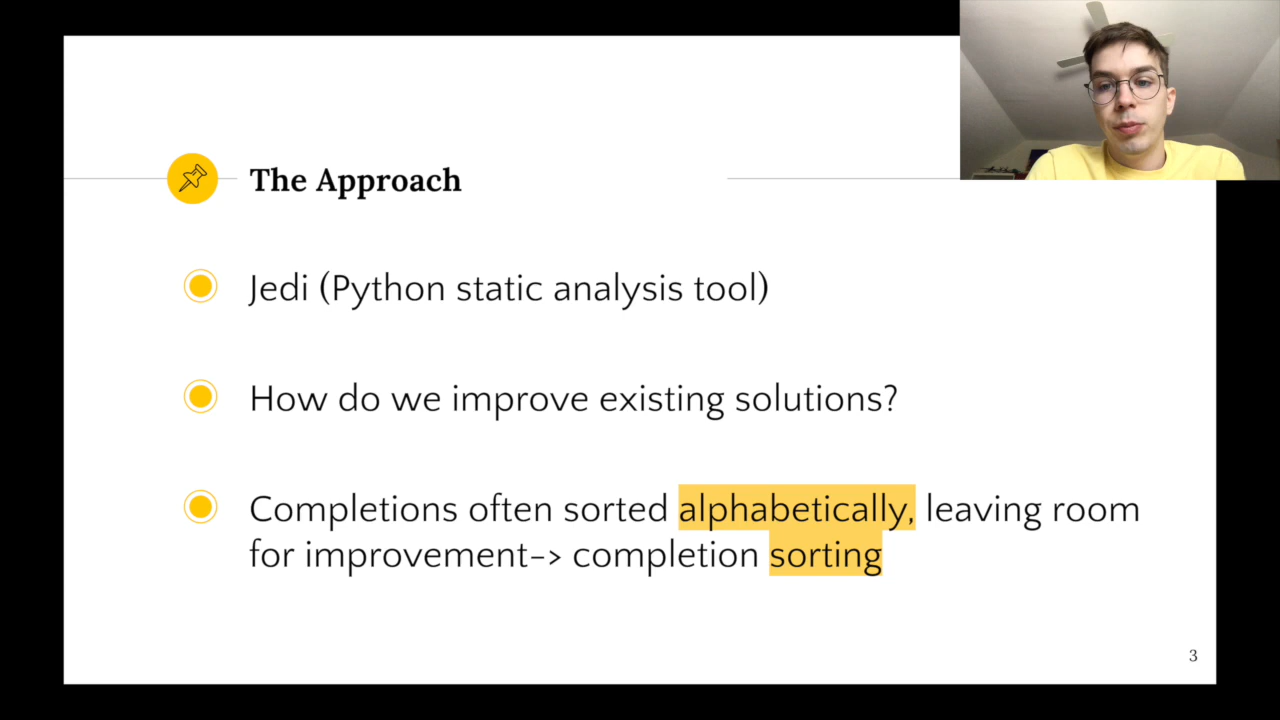 The Approach
Jedi (Python static analysis tool)
How do we improve existing solutions?
Completions often sorted alphabetically, leaving room
for improvement-> completion sorting
3